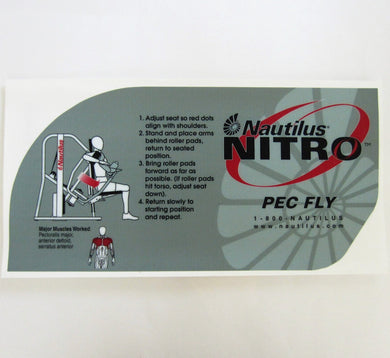 1. Adjust seat so red dots
align with shoulders.
2. Stand and place arms
behind roller pads,
return to seated
position.
3. Bring roller pads
forward as far as
possible. (If roller pads
hit torso, adjust seat
down).
4. Return slowly to
starting position
and repeat.
Nautilus
Major Muscles Worked
Pectoralis major,
anterior deltoid,
serratus anterior
Nautilus®
NITRO™
PEC FLY
1-800-NAUTILUS
www.nautilus.com